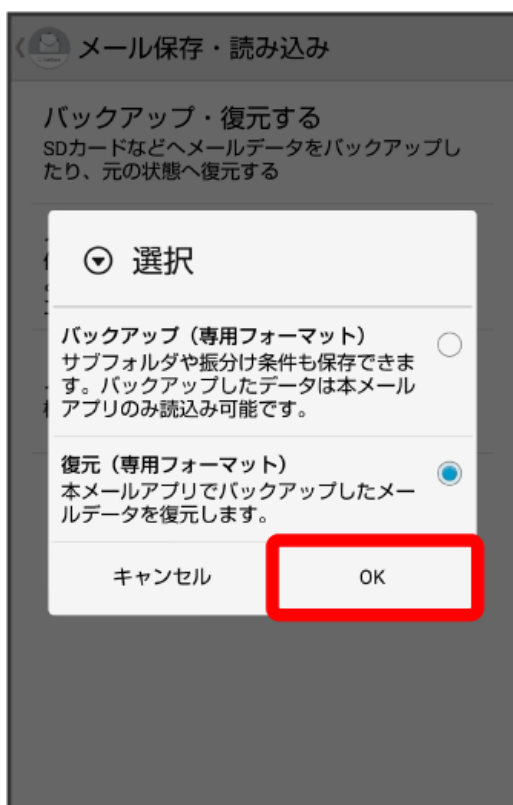 メール保存・読み込み
バックアップ・復元する
SDカードなどへメールデータをバックアップし
たり、元の状態へ復元する
選択
バックアップ（専用フォーマット）
サブフォルダや振分け条件も保存できま
す。バックアップしたデータは本メール
アプリのみ読込み可能です。
復元（専用フォーマット）
本メールアプリでバックアップしたメー
ルデータを復元します。
キャンセル
OK